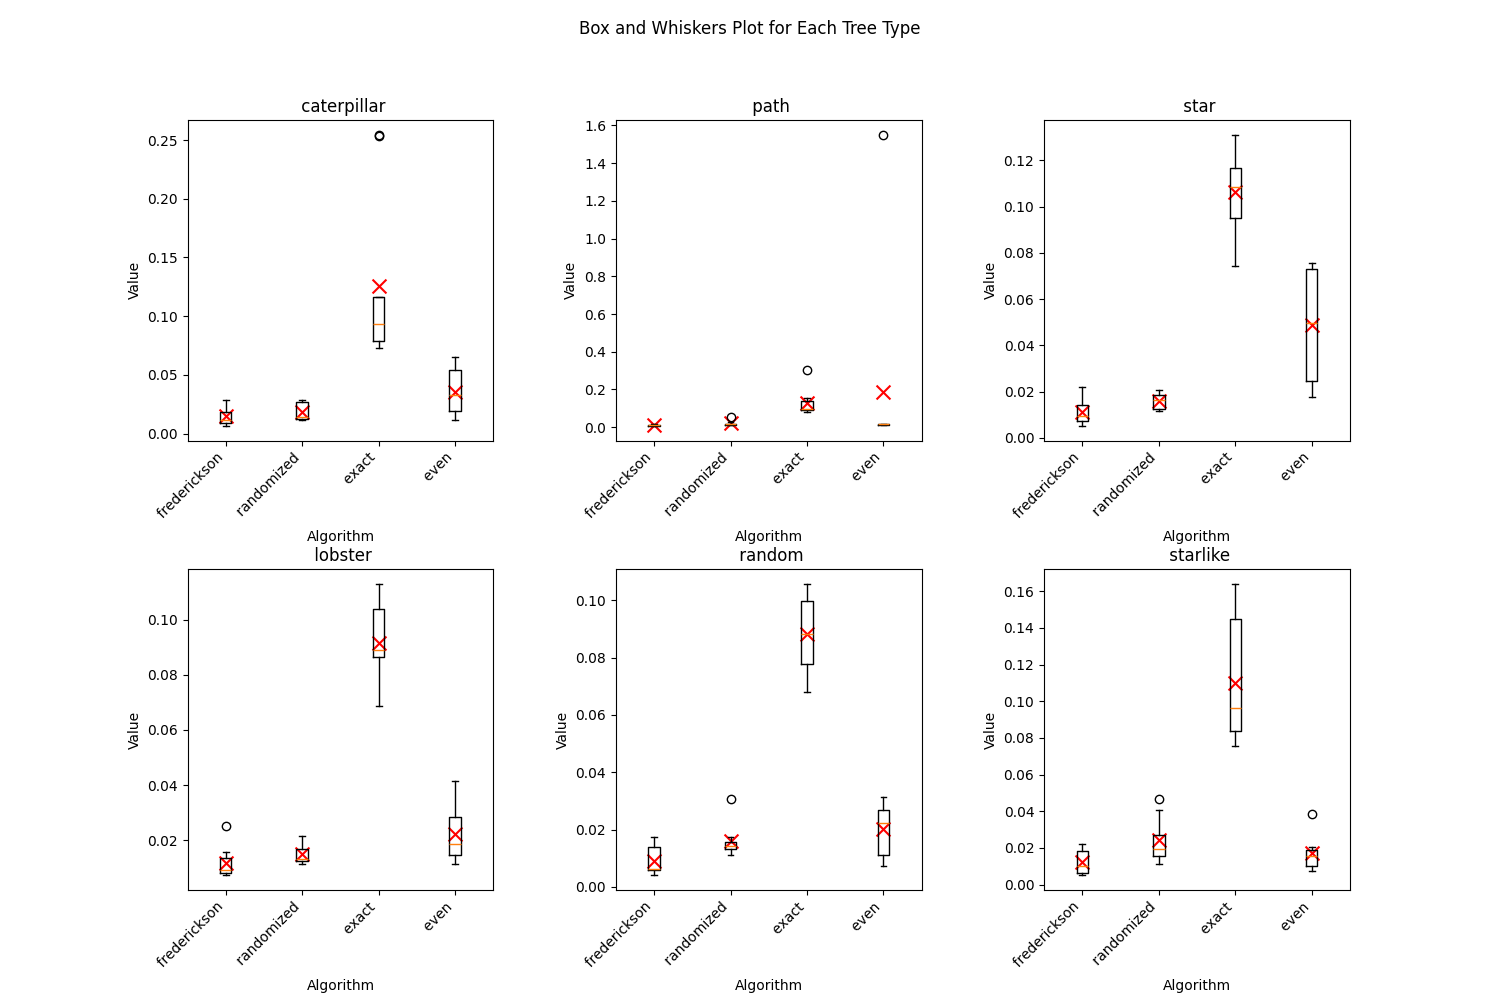 Box and Whiskers Plot for Each Tree Type
caterpillar
0.25
0.20
0.15
0.10
0.05
0.00
Value
frederickson
randomized
exact
even
Algorithm
path
1.6
1.4
1.2
1.0
0.8
0.6
0.4
0.2
0.0
Value
frederickson
randomized
exact
even
Algorithm
star
0.12
0.10
0.08
0.06
0.04
0.02
0.00
Value
frederickson
randomized
exact
even
Algorithm
lobster
0.10
0.08
0.06
0.04
0.02
Value
frederickson
randomized
exact
even
Algorithm
random
0.10
0.08
0.06
0.04
0.02
0.00
Value
frederickson
randomized
exact
even
Algorithm
starlike
0.16
0.14
0.12
0.10
0.08
0.06
0.04
0.02
0.00
Value
frederickson
randomized
exact
even
Algorithm